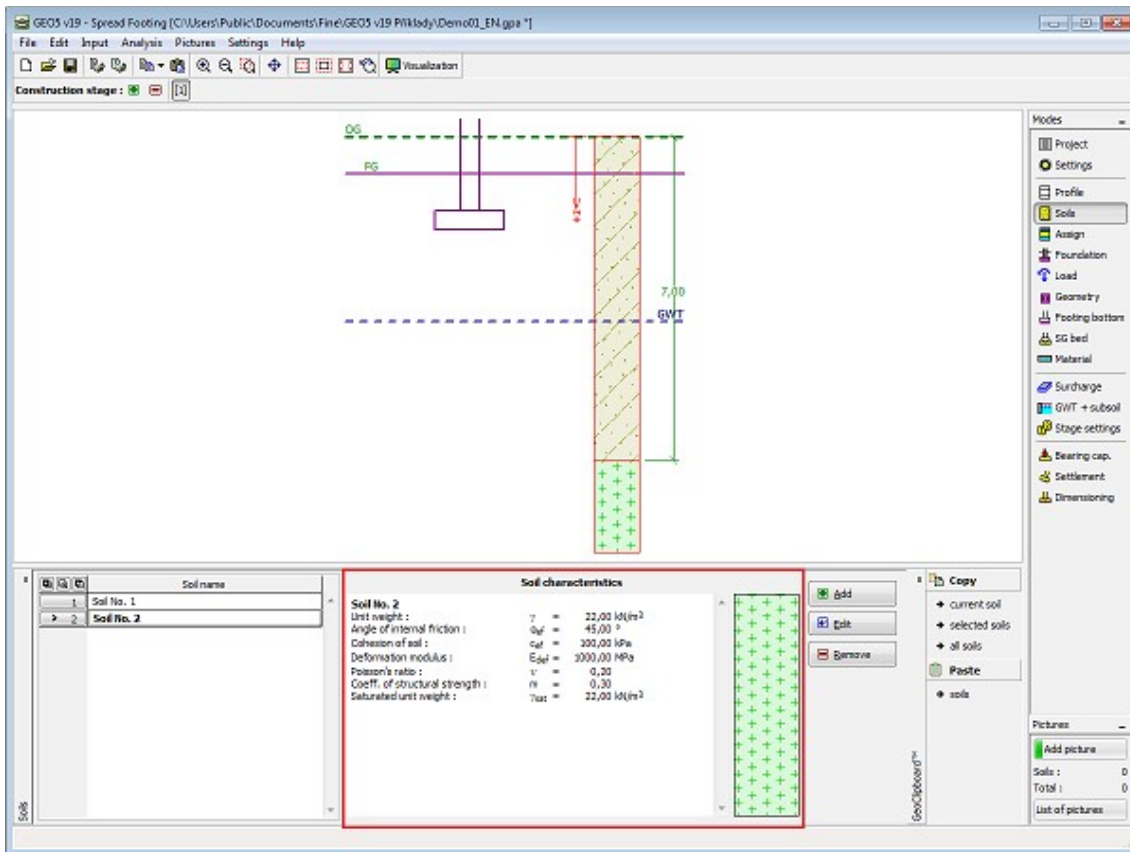 GEO5 v19 - Spread Footing [C:\Users\Public\Documents\Fine\GEO5 v19 Příklady\Demo01_EN.gpa *]
File Edit Input Analysis Pictures Settings Help
Visualization
Construction stage : [1]
OG
FG
+z
7,00
GWT
Modes
Project
Settings
Profile
Soils
Assign
Foundation
Load
Geometry
Footing bottom
SG bed
Material
Surcharge
GWT + subsoil
Stage settings
Bearing cap.
Settlement
Dimensioning
Soils
Soil name
1 Soil No. 1
> 2 Soil No. 2
Soil characteristics
Soil No. 2
Unit weight : γ = 22,00 kN/m³
Angle of internal friction : φef = 45,00 °
Cohesion of soil : cef = 100,00 kPa
Deformation modulus : Edef = 1000,00 MPa
Poisson's ratio : ν = 0,20
Coeff. of structural strength : m = 0,30
Saturated unit weight : γsat = 22,00 kN/m³
Add
Edit
Remove
GeoClipboard™
Copy
current soil
selected soils
all soils
Paste
soils
Pictures
Add picture
Soils : 0
Total : 0
List of pictures